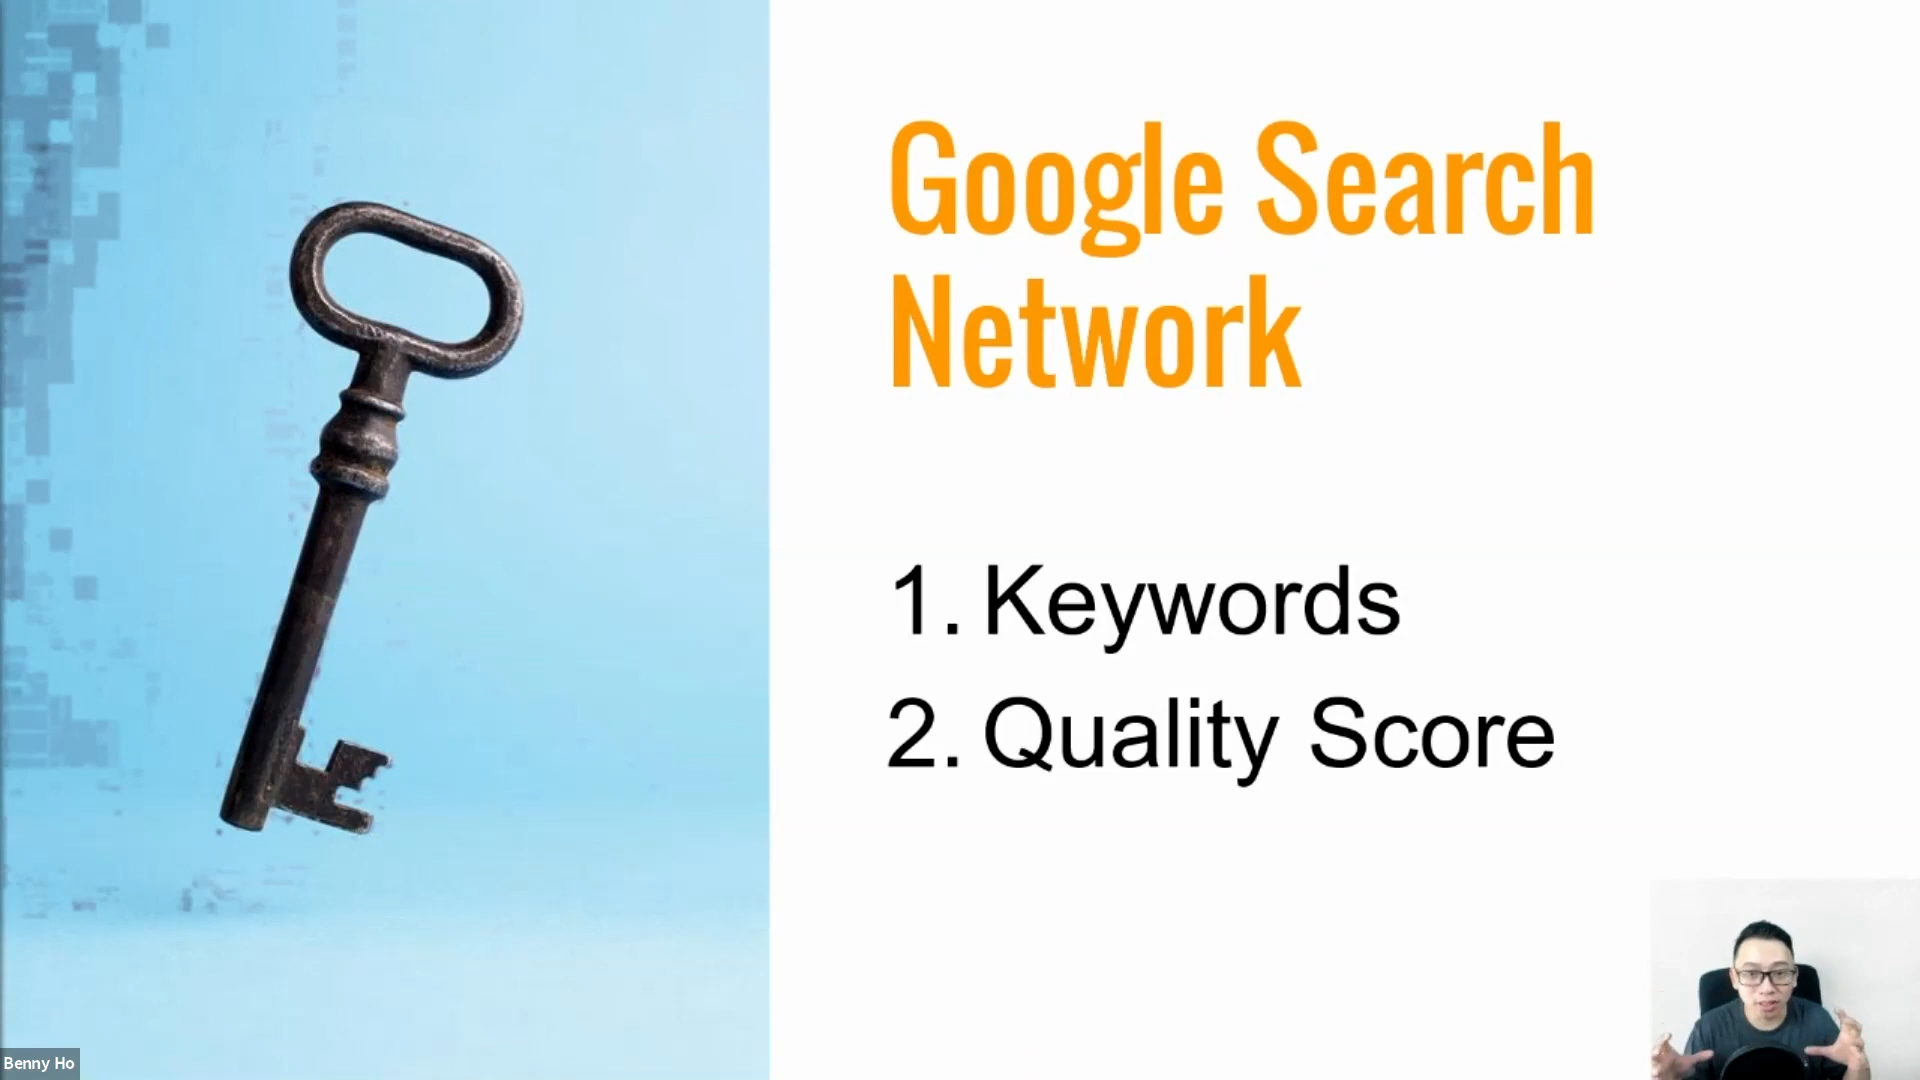 Google Search
Network
1. Keywords
2. Quality Score
Benny Ho